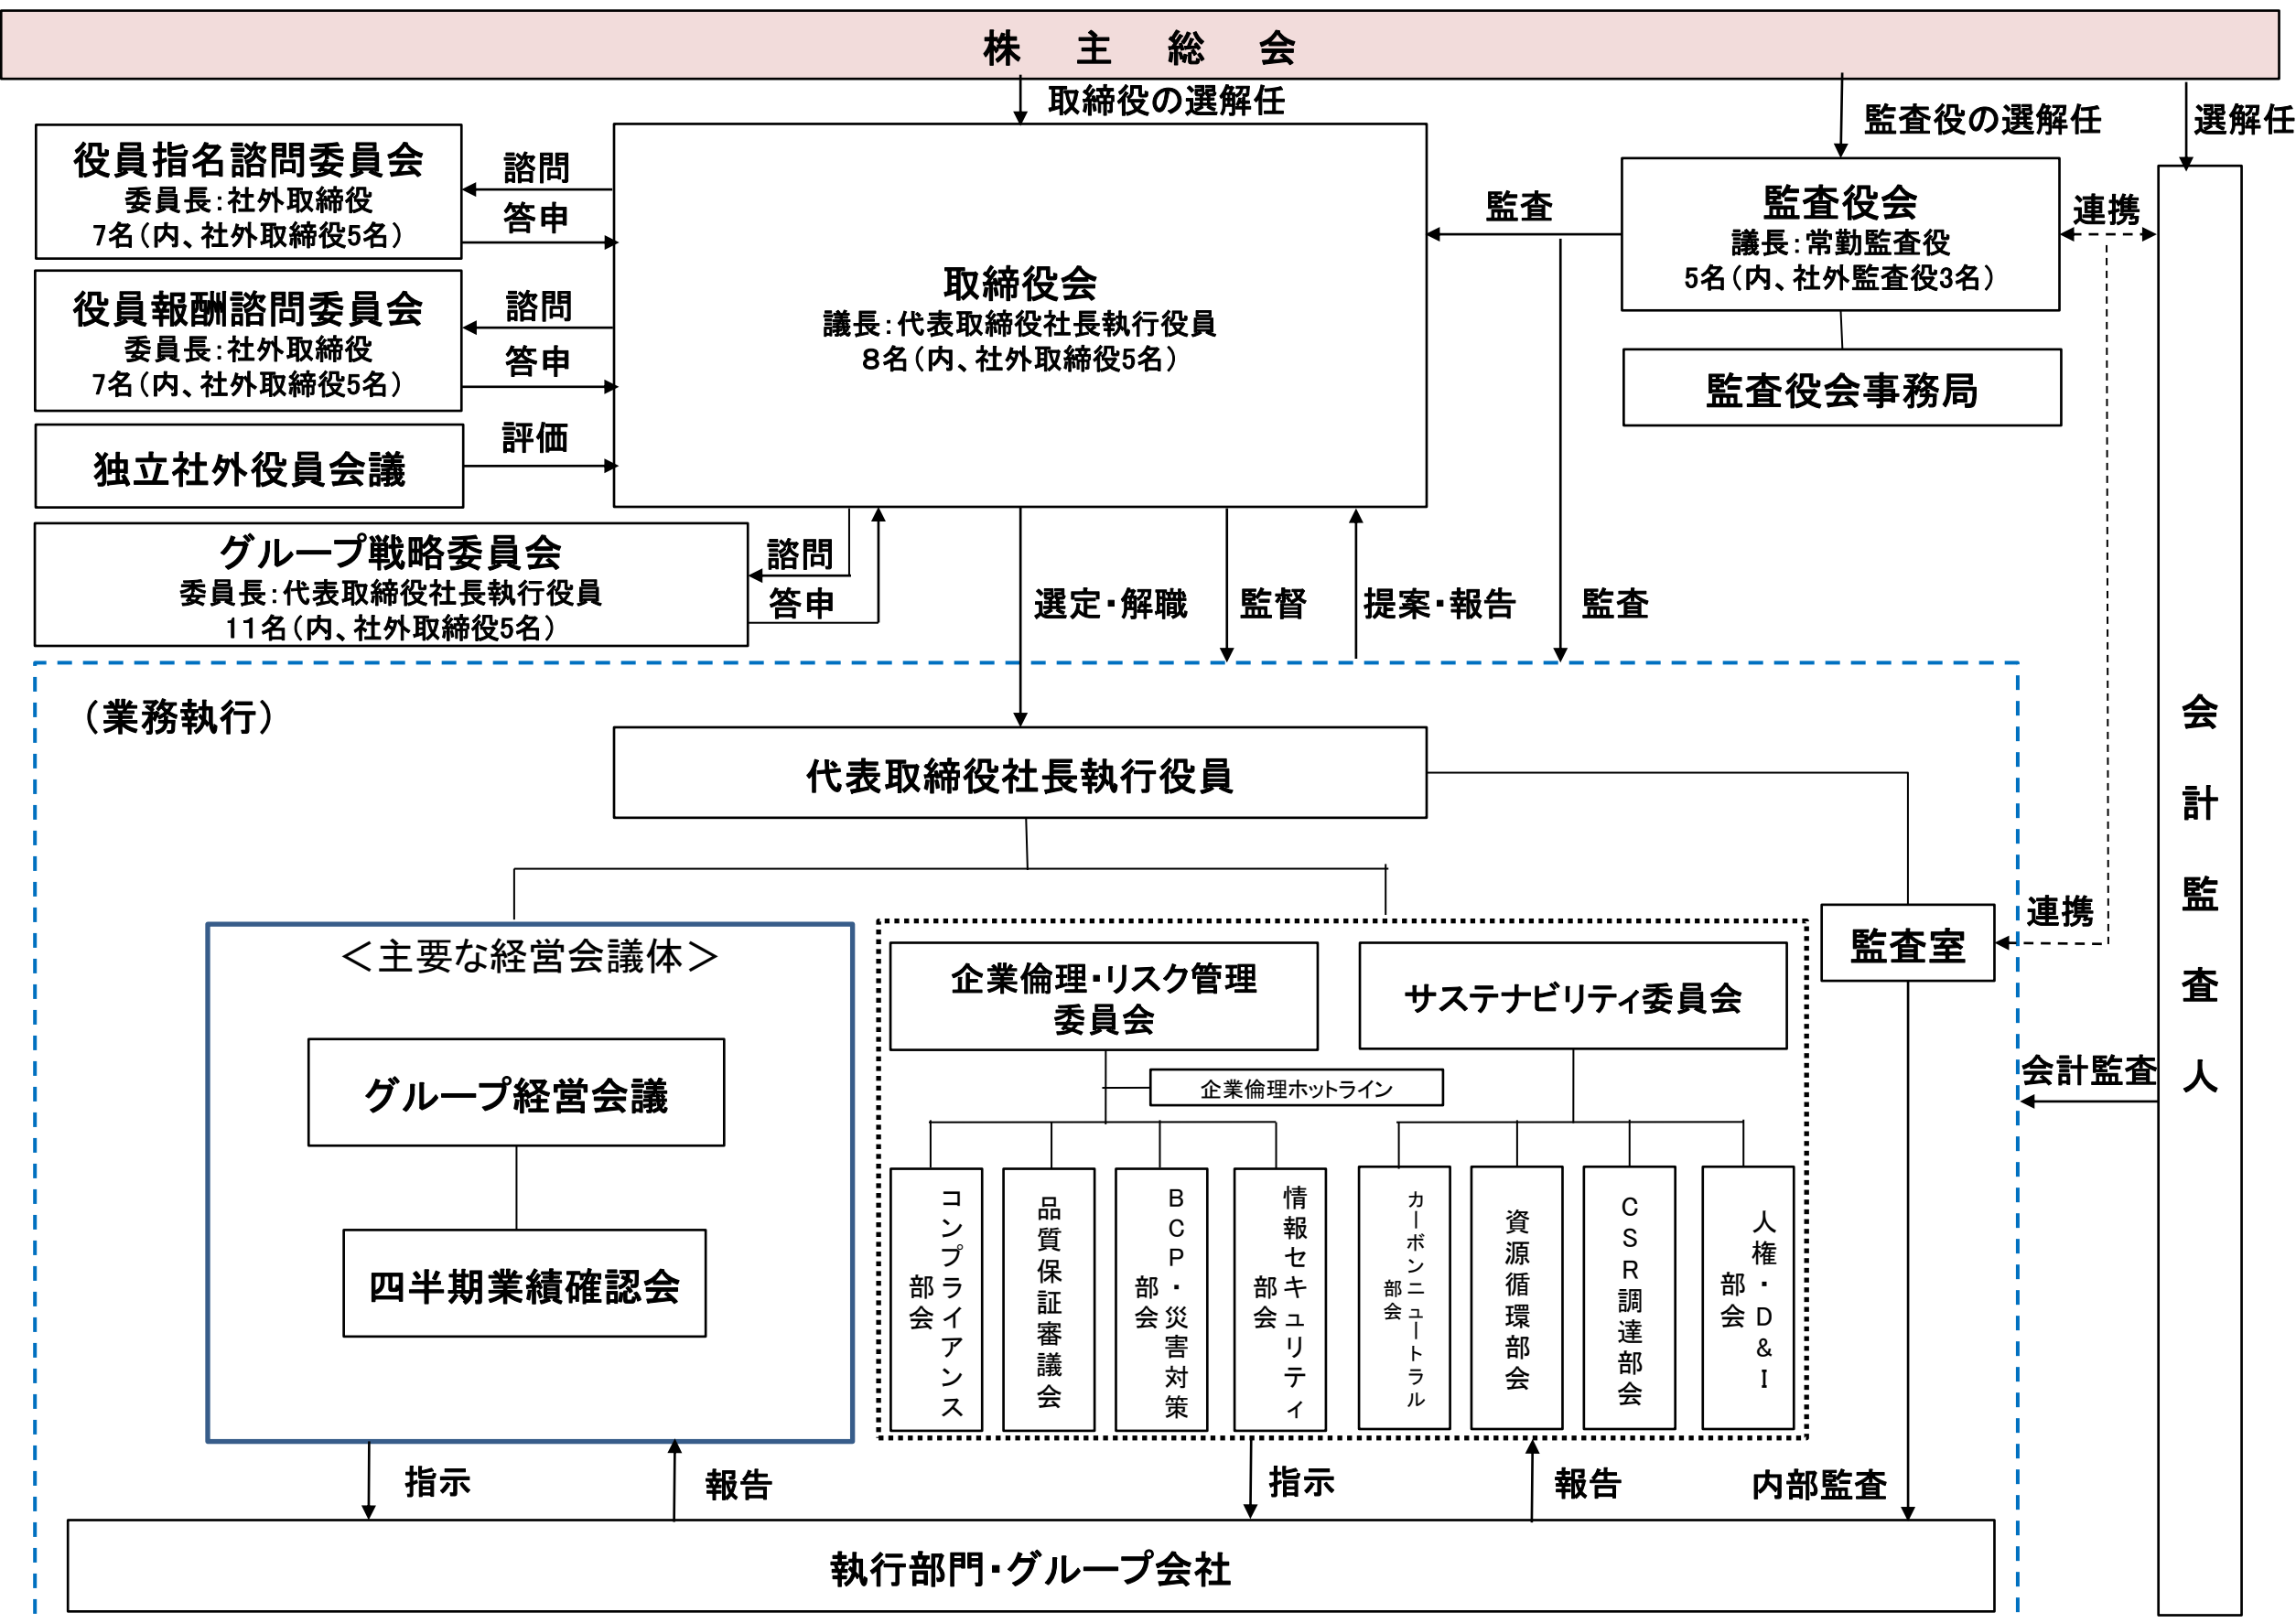 株　主　総　会
取締役の選解任
監査役の選解任
選解任
役員指名諮問委員会
委員長：社外取締役
7名（内、社外取締役5名）
諮問
答申
役員報酬諮問委員会
委員長：社外取締役
7名（内、社外取締役5名）
諮問
答申
独立社外役員会議
評価
取締役会
議長：代表取締役社長執行役員
8名（内、社外取締役5名）
監査
監査役会
議長：常勤監査役
5名（内、社外監査役3名）
連携
監査役会事務局
グループ戦略委員会
委員長：代表取締役社長執行役員
11名（内、社外取締役5名）
諮問
答申
選定・解職
監督
提案・報告
監査
会計監査人
（業務執行）
代表取締役社長執行役員
＜主要な経営会議体＞
グループ経営会議
四半期業績確認会
企業倫理・リスク管理
委員会
サステナビリティ委員会
監査室
連携
会計監査
企業倫理ホットライン
コンプライアンス
部会
品質保証審議会
BCP・災害対策
部会
情報セキュリティ
部会
カーボンニュートラル
部会
資源循環部会
CSR調達部会
人権・D&I
部会
指示
報告
指示
報告
内部監査
執行部門・グループ会社